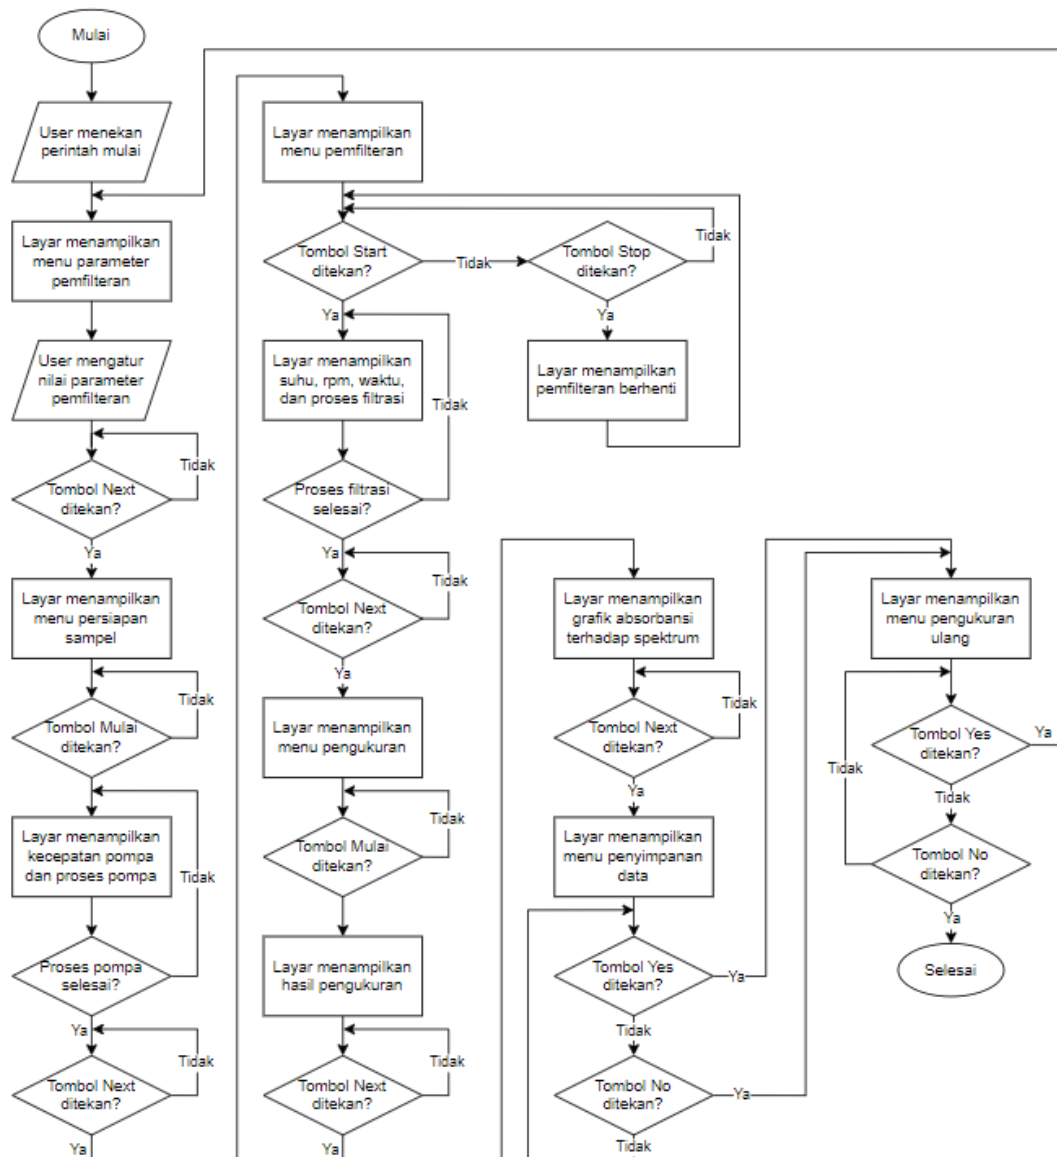 Mulai
User menekan
perintah mulai
Layar menampilkan
menu parameter
pemfilteran
User mengatur
nilai parameter
pemfilteran
Tidak
Tombol Next
ditekan?
Ya
Layar menampilkan
menu persiapan
sampel
Tidak
Tombol Mulai
ditekan?
Layar menampilkan
kecepatan pompa
dan proses pompa
Tidak
Proses pompa
selesai?
Ya
Tidak
Tombol Next
ditekan?
Ya
Layar menampilkan
menu pemfilteran
Tombol Start
ditekan?
Tidak
Tombol Stop
ditekan?
Tidak
Ya
Layar menampilkan
pemfilteran berhenti
Ya
Layar menampilkan
suhu, rpm, waktu,
dan proses filtrasi
Tidak
Proses filtrasi
selesai?
Ya
Tidak
Tombol Next
ditekan?
Ya
Layar menampilkan
menu pengukuran
Tidak
Tombol Mulai
ditekan?
Layar menampilkan
hasil pengukuran
Tidak
Tombol Next
ditekan?
Ya
Layar menampilkan
grafik absorbansi
terhadap spektrum
Tidak
Tombol Next
ditekan?
Ya
Layar menampilkan
menu penyimpanan
data
Tombol Yes
ditekan?
Ya
Tidak
Tombol No
ditekan?
Ya
Tidak
Layar menampilkan
menu pengukuran
ulang
Tombol Yes
ditekan?
Ya
Tidak
Tidak
Tombol No
ditekan?
Ya
Selesai